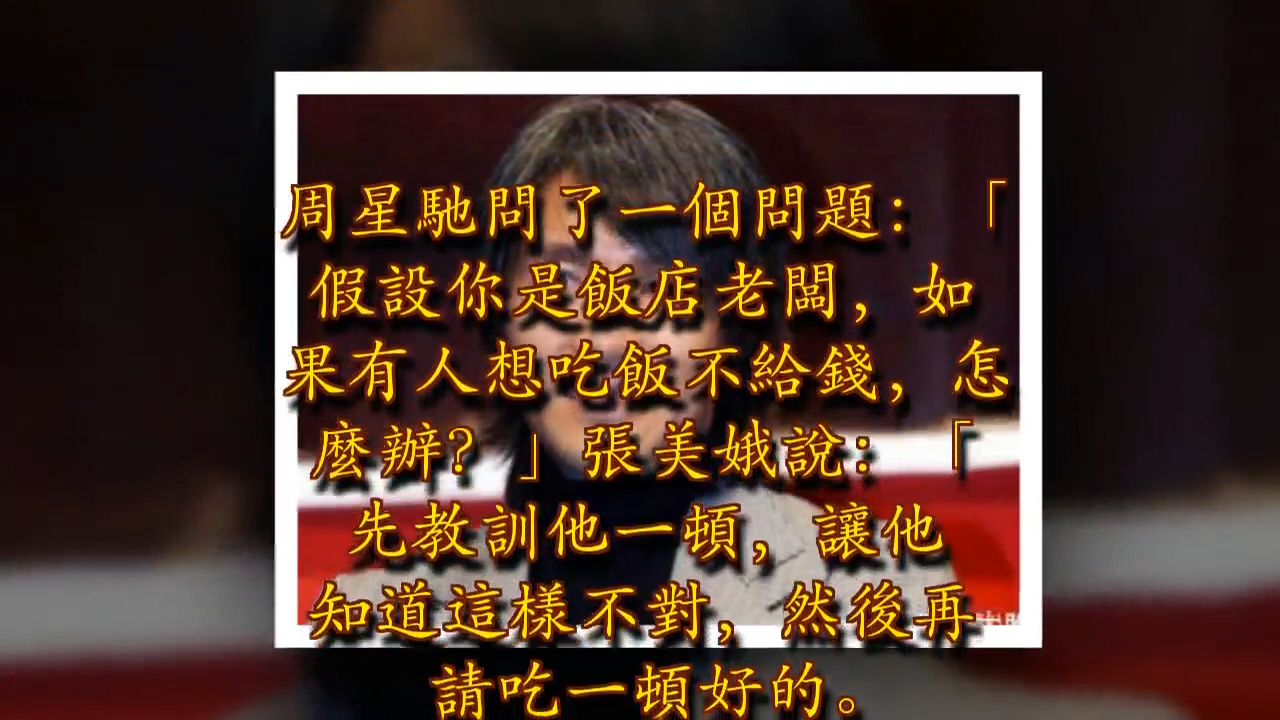 周星馳問了一個問題：「
假設你是飯店老闆，如
果有人想吃飯不給錢，怎
麼辦？」張美娥說：「
先教訓他一頓，讓他
知道這樣不對，然後再
請吃一頓好的。